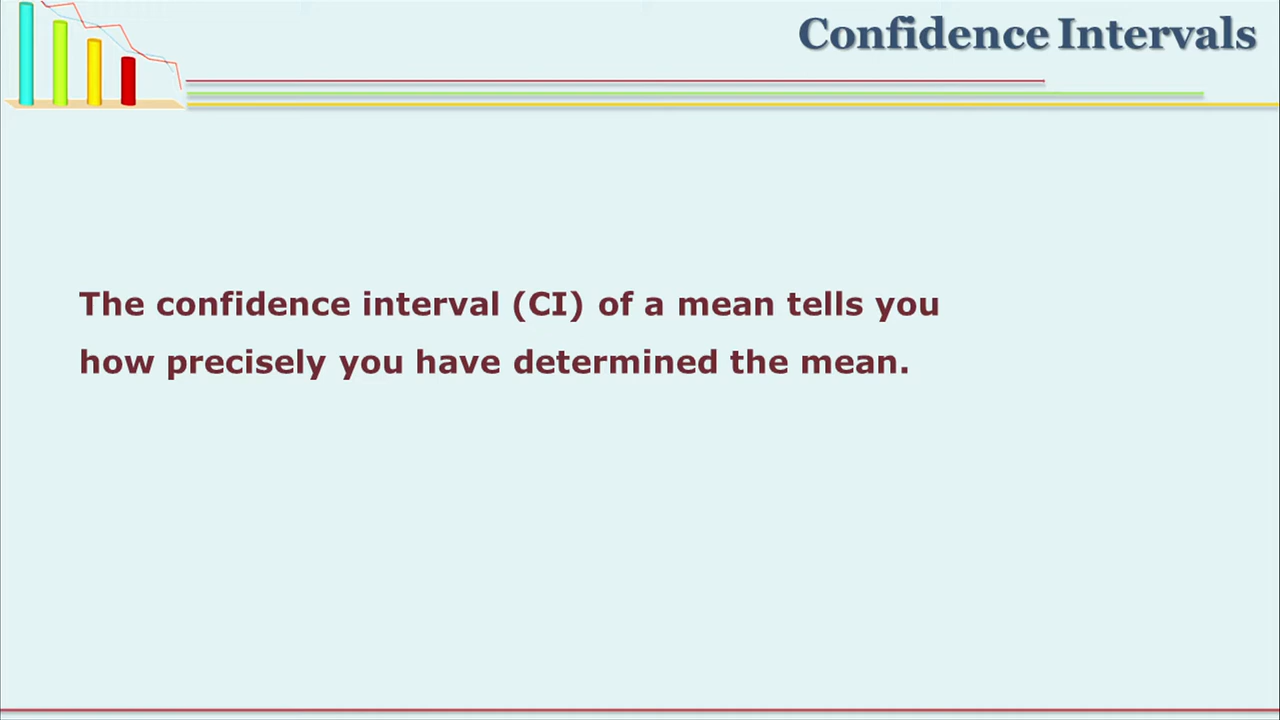 Confidence Intervals
The confidence interval (CI) of a mean tells you
how precisely you have determined the mean.